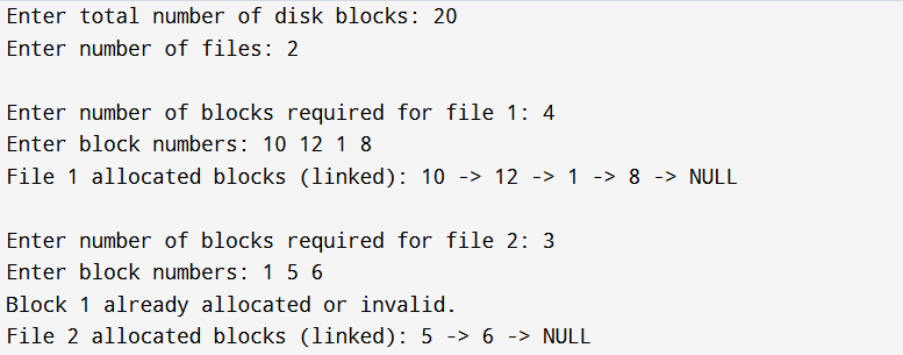 Enter total number of disk blocks: 20
Enter number of files: 2
Enter number of blocks required for file 1: 4
Enter block numbers: 10 12 1 8
File 1 allocated blocks (linked): 10 -> 12 -> 1 -> 8 -> NULL
Enter number of blocks required for file 2: 3
Enter block numbers: 1 5 6
Block 1 already allocated or invalid.
File 2 allocated blocks (linked): 5 -> 6 -> NULL